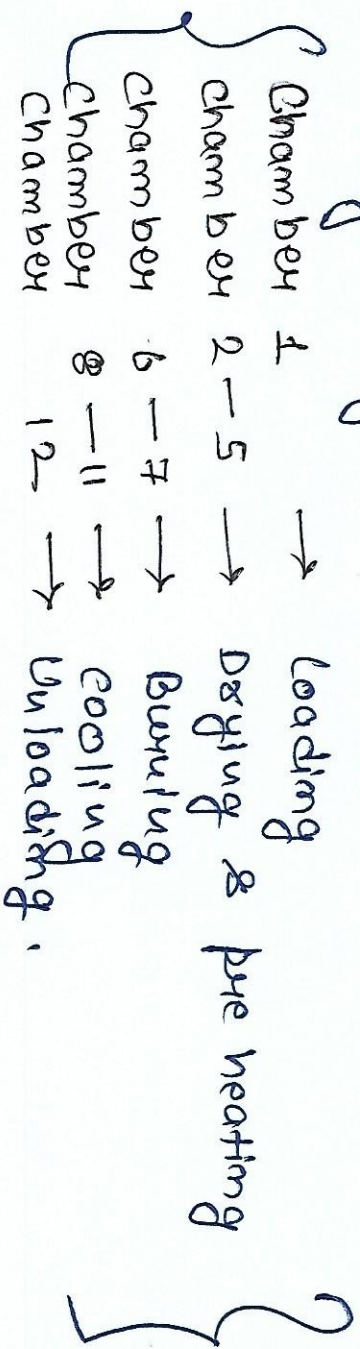 Chamber 1 → Loading
Chamber 2 – 5 → Drying & pre heating
Chamber 6 – 7 → Burning
Chamber 8 – 11 → Cooling
Chamber 12 → Unloading.